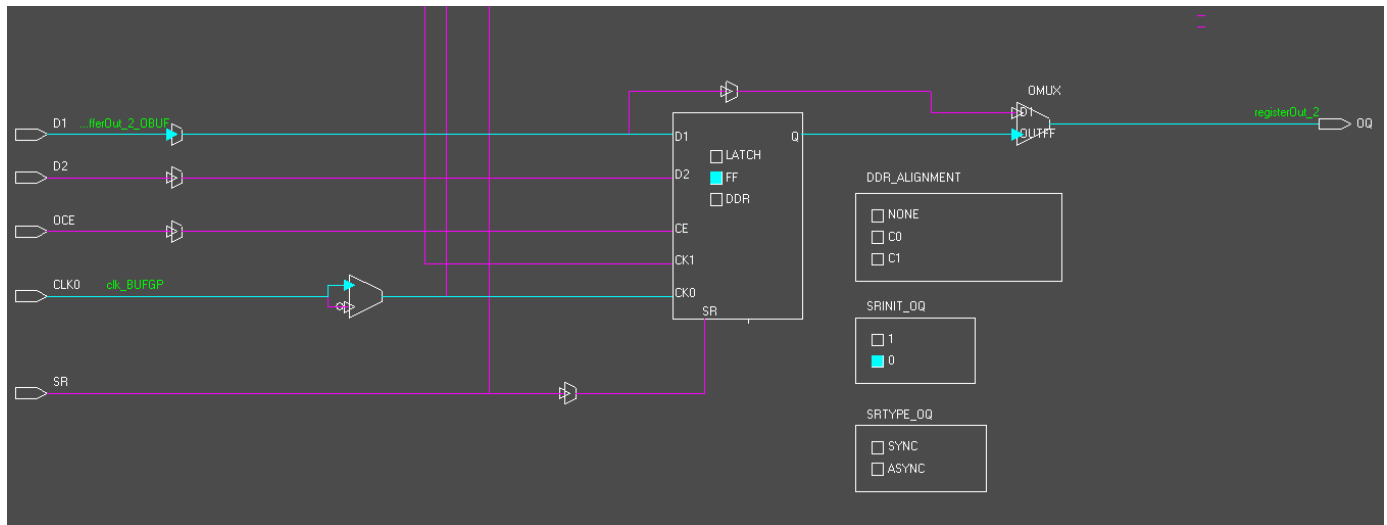 OMUX
D1 ...fferOut_2_OBUF
D1
registerOut_2
OQ
D1
Q
OUTFF
LATCH
D2
D2
FF
DDR
DDR_ALIGNMENT
OCE
CE
NONE
C0
C1
CK1
CLK0 clk_BUFGP
CK0
SR
SRINIT_OQ
1
0
SR
SRTYPE_OQ
SYNC
ASYNC